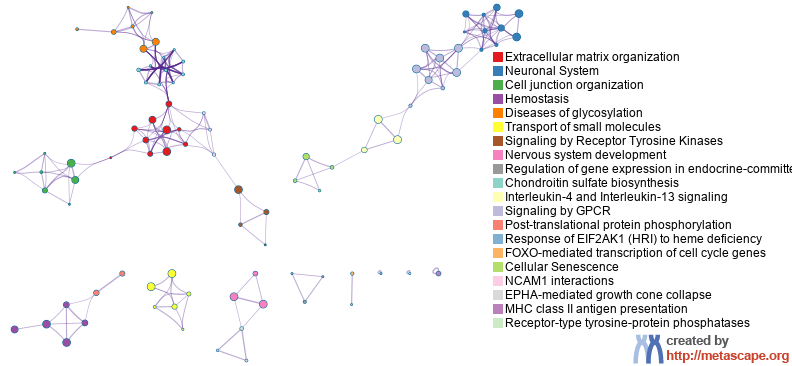 Extracellular matrix organization
Neuronal System
Cell junction organization
Hemostasis
Diseases of glycosylation
Transport of small molecules
Signaling by Receptor Tyrosine Kinases
Nervous system development
Regulation of gene expression in endocrine-committe
Chondroitin sulfate biosynthesis
Interleukin-4 and Interleukin-13 signaling
Signaling by GPCR
Post-translational protein phosphorylation
Response of EIF2AK1 (HRI) to heme deficiency
FOXO-mediated transcription of cell cycle genes
Cellular Senescence
NCAM1 interactions
EPHA-mediated growth cone collapse
MHC class II antigen presentation
Receptor-type tyrosine-protein phosphatases
created by
http://metascape.org